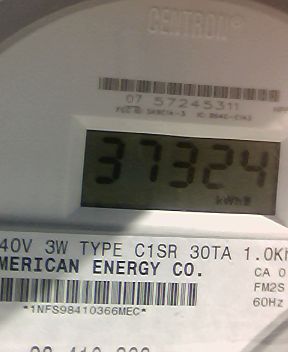 CENTRON®
07 57245311
37324
kWh
40V 3W TYPE C1SR 30TA 1.0Kh
MERICAN ENERGY CO.
CA 0
FM2S
60Hz
*1NFS98410366MEC*